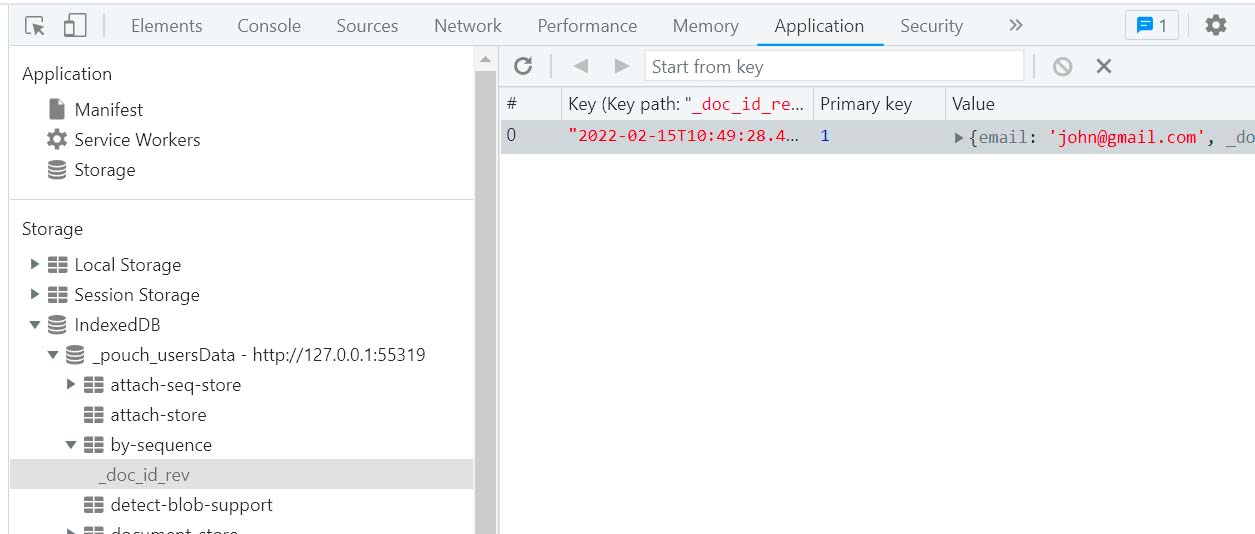 Elements Console Sources Network Performance Memory Application Security 1
Application
Manifest
Service Workers
Storage
Storage
Local Storage
Session Storage
IndexedDB
_pouch_usersData - http://127.0.0.1:55319
attach-seq-store
attach-store
by-sequence
_doc_id_rev
detect-blob-support
document-store
Start from key
# Key (Key path: "_doc_id_re... Primary key Value
0 "2022-02-15T10:49:28.4... 1 {email: 'john@gmail.com', _do